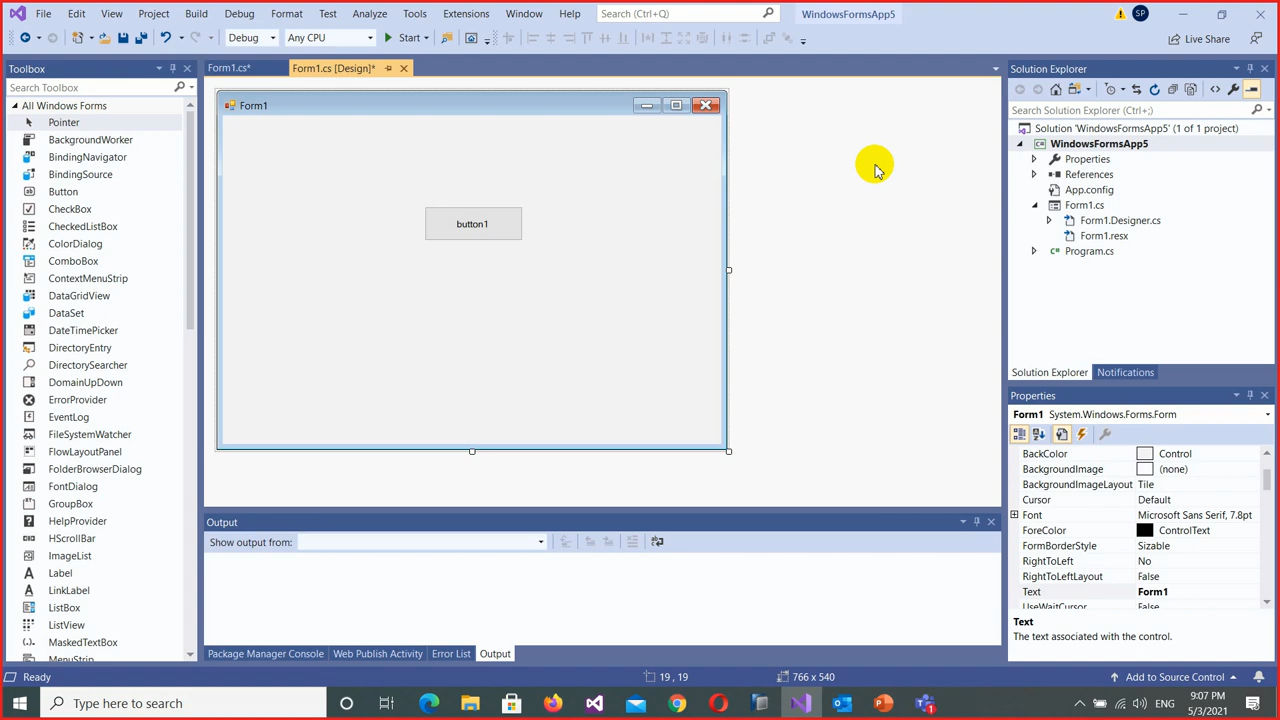 File Edit View Project Build Debug Format Test Analyze Tools Extensions Window Help Search (Ctrl+Q) WindowsFormsApp5 SP
Debug Any CPU Start Live Share
Toolbox
Search Toolbox
All Windows Forms
Pointer
BackgroundWorker
BindingNavigator
BindingSource
Button
CheckBox
CheckedListBox
ColorDialog
ComboBox
ContextMenuStrip
DataGridView
DataSet
DateTimePicker
DirectoryEntry
DirectorySearcher
DomainUpDown
ErrorProvider
EventLog
FileSystemWatcher
FlowLayoutPanel
FolderBrowserDialog
FontDialog
GroupBox
HelpProvider
HScrollBar
ImageList
Label
LinkLabel
ListBox
ListView
MaskedTextBox
MenuStrip
Form1.cs* Form1.cs [Design]*
Form1
button1
Output
Show output from:
Package Manager Console Web Publish Activity Error List Output
Solution Explorer
Search Solution Explorer (Ctrl+;)
Solution 'WindowsFormsApp5' (1 of 1 project)
WindowsFormsApp5
Properties
References
App.config
Form1.cs
Form1.Designer.cs
Form1.resx
Program.cs
Solution Explorer Notifications
Properties
Form1 System.Windows.Forms.Form
BackColor Control
BackgroundImage (none)
BackgroundImageLayout Tile
Cursor Default
Font Microsoft Sans Serif, 7.8pt
ForeColor ControlText
FormBorderStyle Sizable
RightToLeft No
RightToLeftLayout False
Text Form1
UseWaitCursor False
Text
The text associated with the control.
Ready 19 , 19 766 x 540 Add to Source Control
Type here to search ENG 9:07 PM
5/3/2021